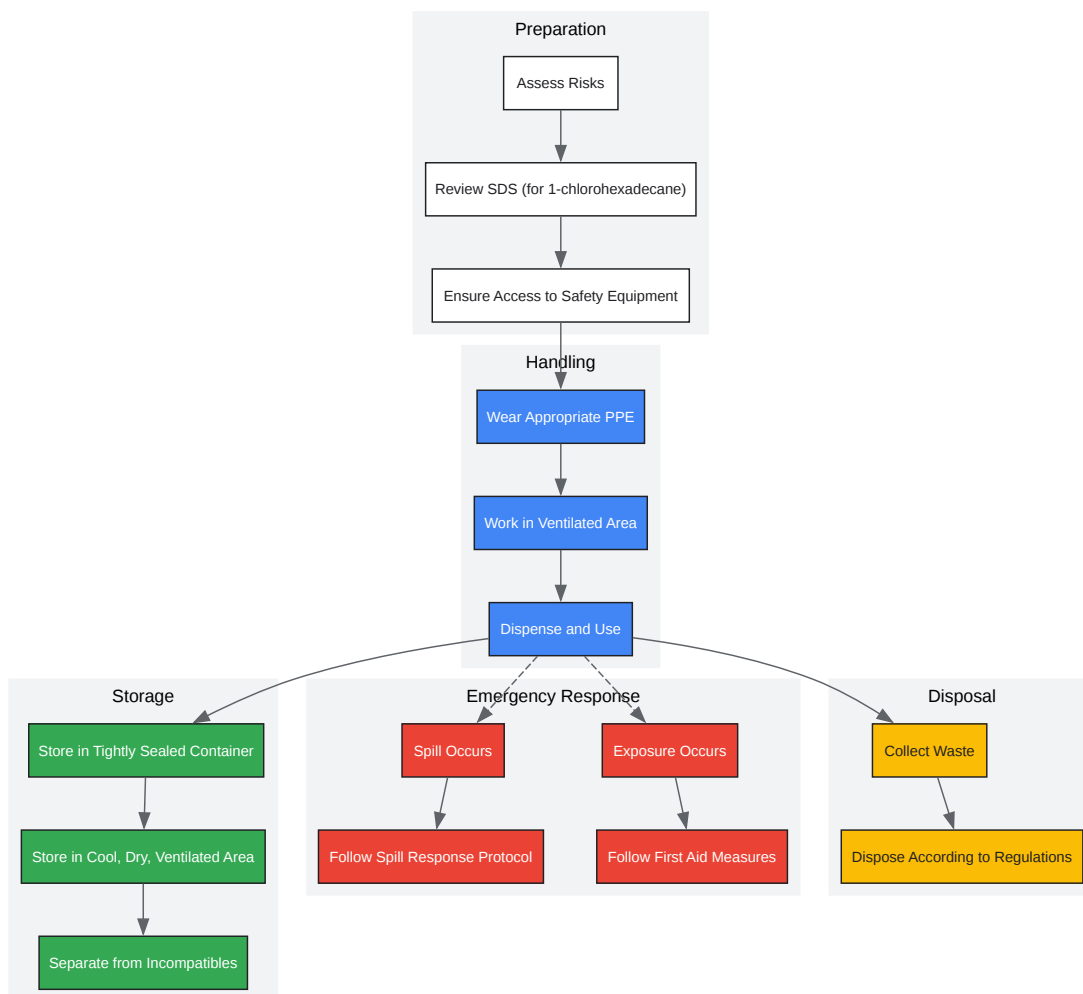 Preparation
Assess Risks
Review SDS (for 1-chlorohexadecane)
Ensure Access to Safety Equipment
Handling
Wear Appropriate PPE
Work in Ventilated Area
Dispense and Use
Storage
Store in Tightly Sealed Container
Store in Cool, Dry, Ventilated Area
Separate from Incompatibles
Emergency Response
Spill Occurs
Follow Spill Response Protocol
Exposure Occurs
Follow First Aid Measures
Disposal
Collect Waste
Dispose According to Regulations